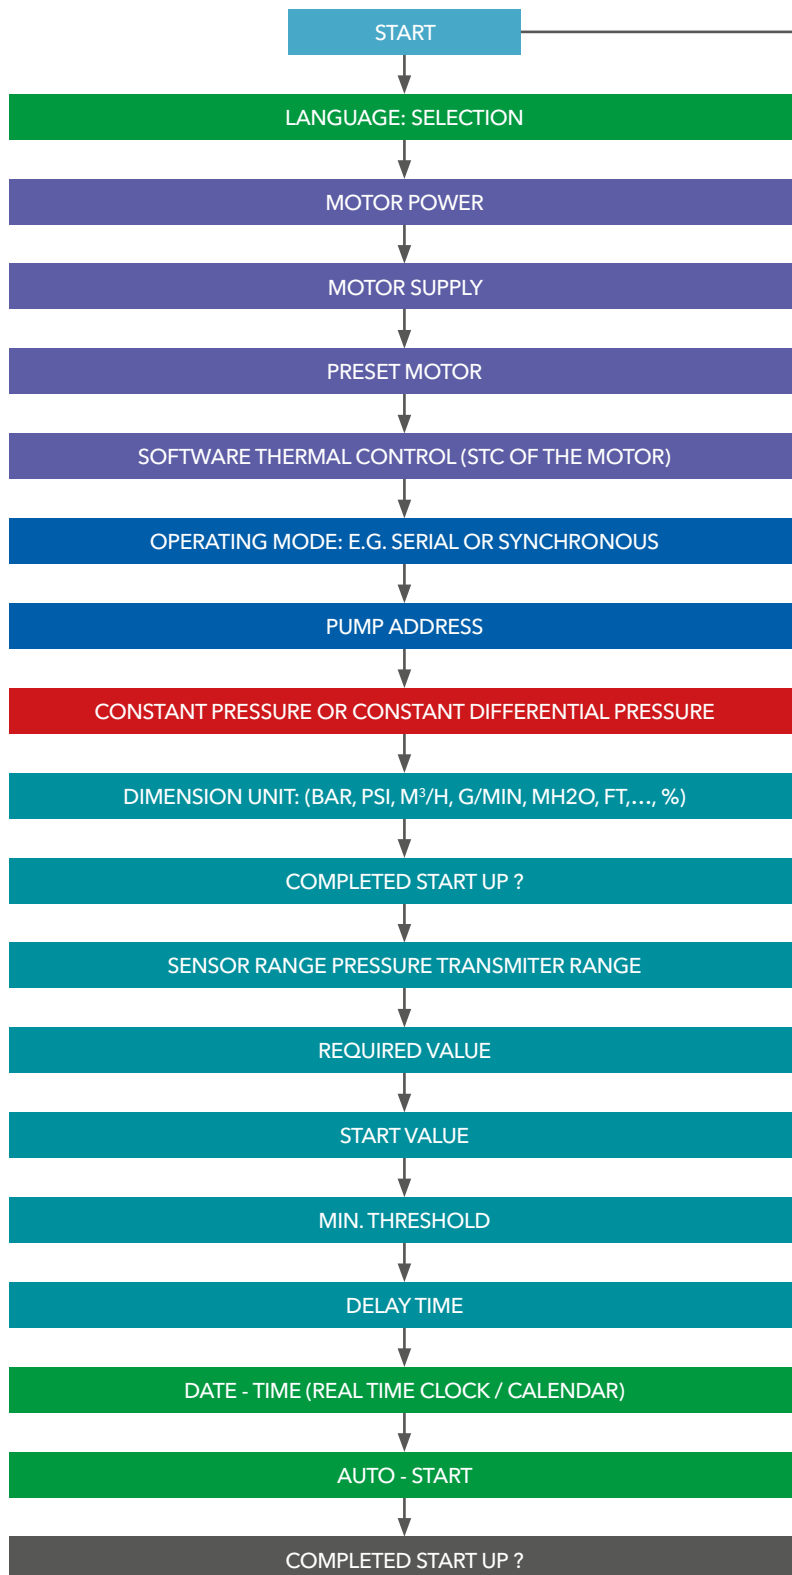 START
LANGUAGE: SELECTION
MOTOR POWER
MOTOR SUPPLY
PRESET MOTOR
SOFTWARE THERMAL CONTROL (STC OF THE MOTOR)
OPERATING MODE: E.G. SERIAL OR SYNCHRONOUS
PUMP ADDRESS
CONSTANT PRESSURE OR CONSTANT DIFFERENTIAL PRESSURE
DIMENSION UNIT: (BAR, PSI, M³/H, G/MIN, MH2O, FT,..., %)
COMPLETED START UP ?
SENSOR RANGE PRESSURE TRANSMITER RANGE
REQUIRED VALUE
START VALUE
MIN. THRESHOLD
DELAY TIME
DATE - TIME (REAL TIME CLOCK / CALENDAR)
AUTO - START
COMPLETED START UP ?